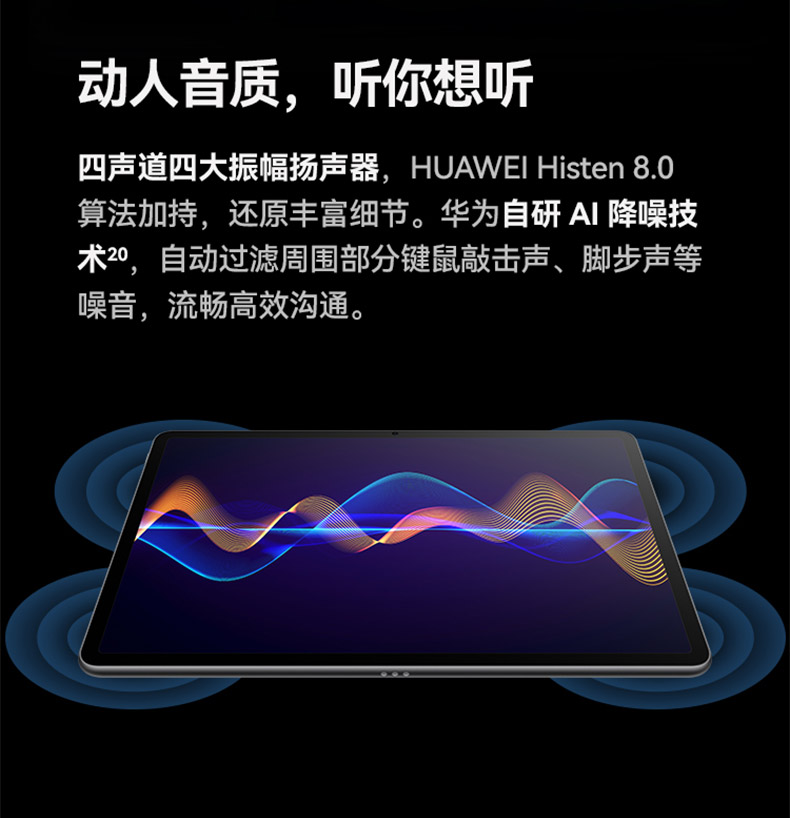 动人音质，听你想听
四声道四大振幅扬声器，HUAWEI Histen 8.0
算法加持，还原丰富细节。华为自研 AI 降噪技
术20，自动过滤周围部分键鼠敲击声、脚步声等
噪音，流畅高效沟通。